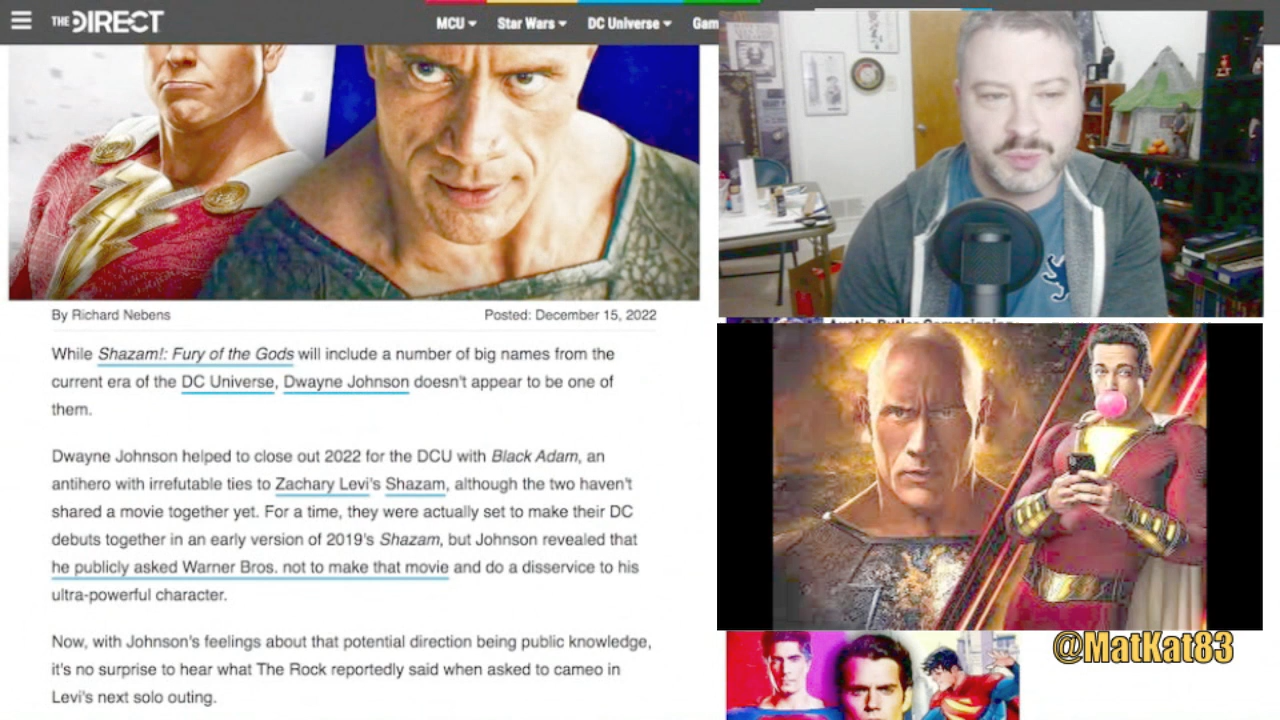 THE DIRECT
MCU
Star Wars
DC Universe
Gam
By Richard Nebens
Posted: December 15, 2022
While Shazam!: Fury of the Gods will include a number of big names from the
current era of the DC Universe, Dwayne Johnson doesn't appear to be one of
them.
Dwayne Johnson helped to close out 2022 for the DCU with Black Adam, an
antihero with irrefutable ties to Zachary Levi's Shazam, although the two haven't
shared a movie together yet. For a time, they were actually set to make their DC
debuts together in an early version of 2019's Shazam, but Johnson revealed that
he publicly asked Warner Bros. not to make that movie and do a disservice to his
ultra-powerful character.
Now, with Johnson's feelings about that potential direction being public knowledge,
it's no surprise to hear what The Rock reportedly said when asked to cameo in
Levi's next solo outing.
@MatKat83